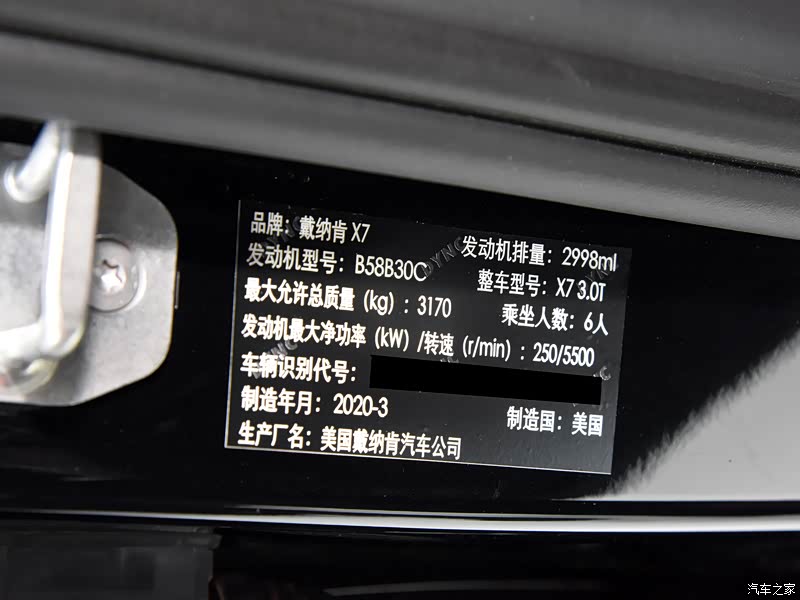 品牌：戴纳肯 X7
发动机排量：2998ml
发动机型号：B58B30C
整车型号：X7 3.0T
最大允许总质量（kg）：3170
乘坐人数：6人
发动机最大净功率（kW）/转速（r/min）：250/5500
车辆识别代号：
制造年月：2020-3
制造国：美国
生产厂名：美国戴纳肯汽车公司
汽车之家